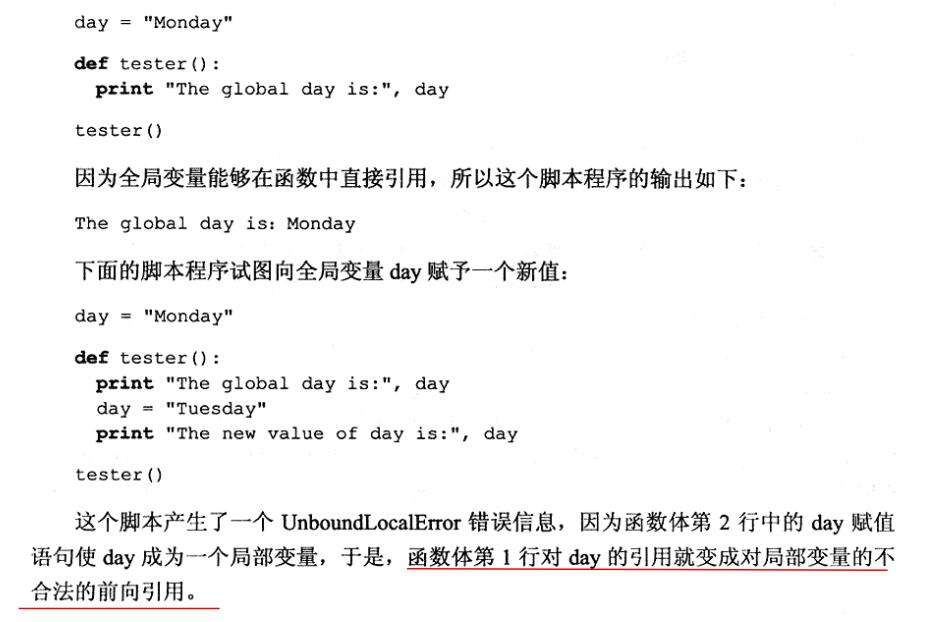 day = "Monday"
def tester():
  print "The global day is:", day
tester()
因为全局变量能够在函数中直接引用，所以这个脚本程序的输出如下：
The global day is: Monday
下面的脚本程序试图向全局变量 day 赋予一个新值：
day = "Monday"
def tester():
  print "The global day is:", day
  day = "Tuesday"
  print "The new value of day is:", day
tester()
这个脚本产生了一个 UnboundLocalError 错误信息，因为函数体第 2 行中的 day 赋值
语句使 day 成为一个局部变量，于是，函数体第 1 行对 day 的引用就变成对局部变量的不
合法的前向引用。